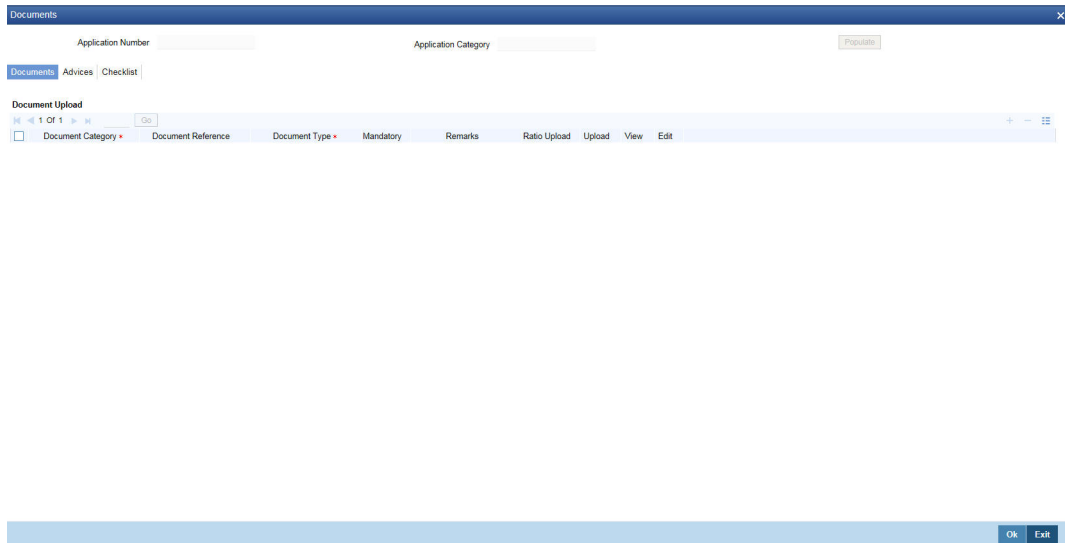 Documents
Application Number Application Category Populate
Documents Advices Checklist
Document Upload
1 Of 1 Go
Document Category * Document Reference Document Type * Mandatory Remarks Ratio Upload Upload View Edit
Ok Exit